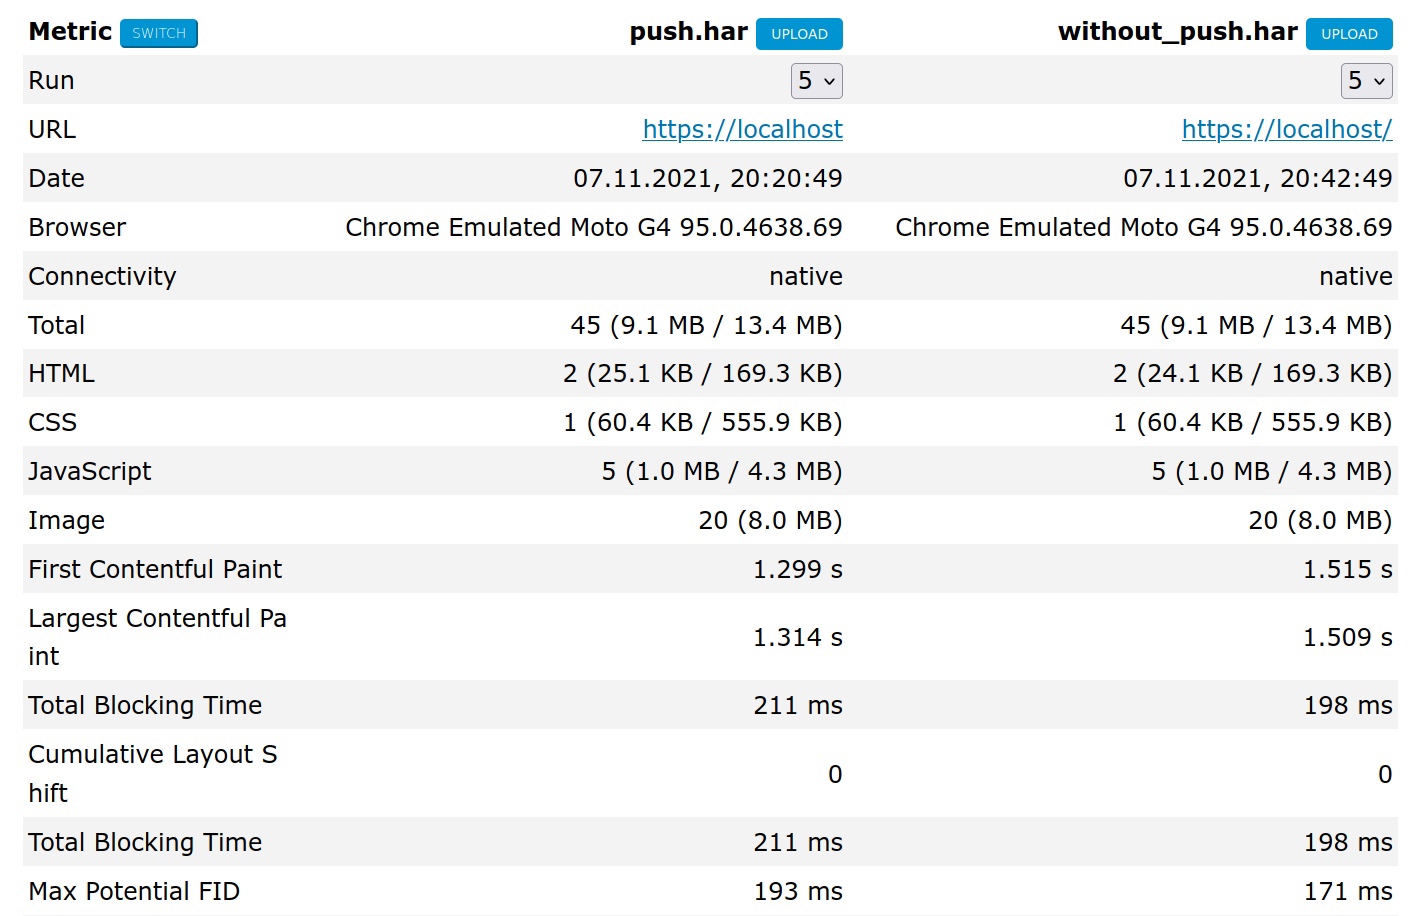 Metric SWITCH push.har UPLOAD without_push.har UPLOAD
Run 5 5
URL https://localhost https://localhost/
Date 07.11.2021, 20:20:49 07.11.2021, 20:42:49
Browser Chrome Emulated Moto G4 95.0.4638.69 Chrome Emulated Moto G4 95.0.4638.69
Connectivity native native
Total 45 (9.1 MB / 13.4 MB) 45 (9.1 MB / 13.4 MB)
HTML 2 (25.1 KB / 169.3 KB) 2 (24.1 KB / 169.3 KB)
CSS 1 (60.4 KB / 555.9 KB) 1 (60.4 KB / 555.9 KB)
JavaScript 5 (1.0 MB / 4.3 MB) 5 (1.0 MB / 4.3 MB)
Image 20 (8.0 MB) 20 (8.0 MB)
First Contentful Paint 1.299 s 1.515 s
Largest Contentful Pa
int 1.314 s 1.509 s
Total Blocking Time 211 ms 198 ms
Cumulative Layout S
hift 0 0
Total Blocking Time 211 ms 198 ms
Max Potential FID 193 ms 171 ms